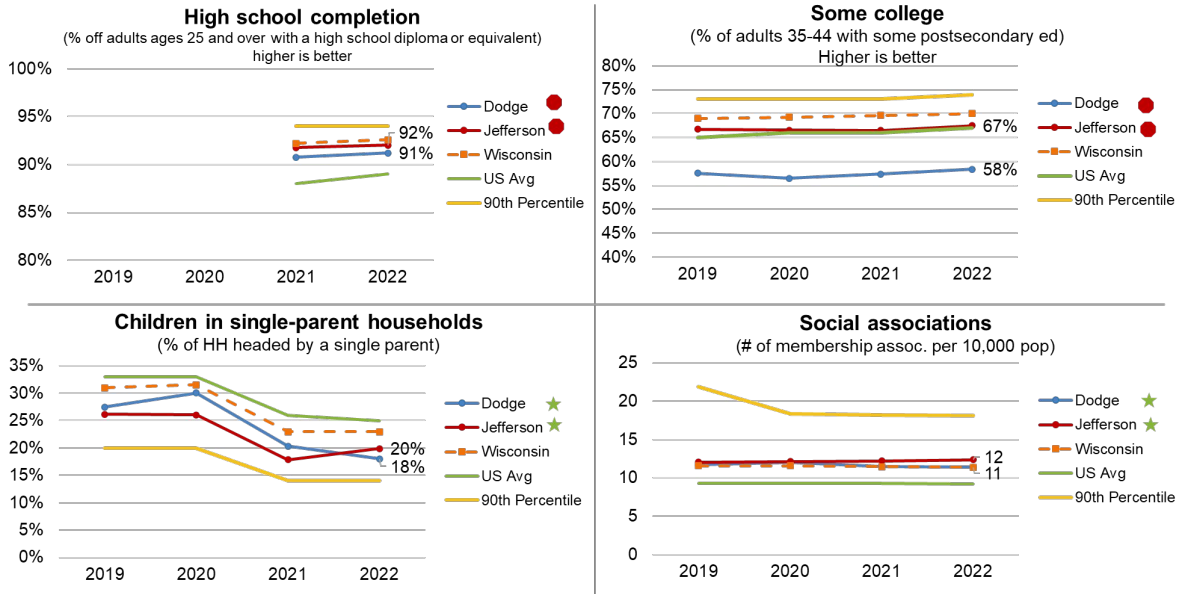 High school completion
(% off adults ages 25 and over with a high school diploma or equivalent)
higher is better
100%
95%
90%
85%
80%
2019 2020 2021 2022
92%
91%
Dodge
Jefferson
Wisconsin
US Avg
90th Percentile
Some college
(% of adults 35-44 with some postsecondary ed)
Higher is better
80%
75%
70%
65%
60%
55%
50%
45%
40%
2019 2020 2021 2022
67%
58%
Dodge
Jefferson
Wisconsin
US Avg
90th Percentile
Children in single-parent households
(% of HH headed by a single parent)
35%
30%
25%
20%
15%
10%
5%
0%
2019 2020 2021 2022
20%
18%
Dodge
Jefferson
Wisconsin
US Avg
90th Percentile
Social associations
(# of membership assoc. per 10,000 pop)
25
20
15
10
5
0
2019 2020 2021 2022
12
11
Dodge
Jefferson
Wisconsin
US Avg
90th Percentile